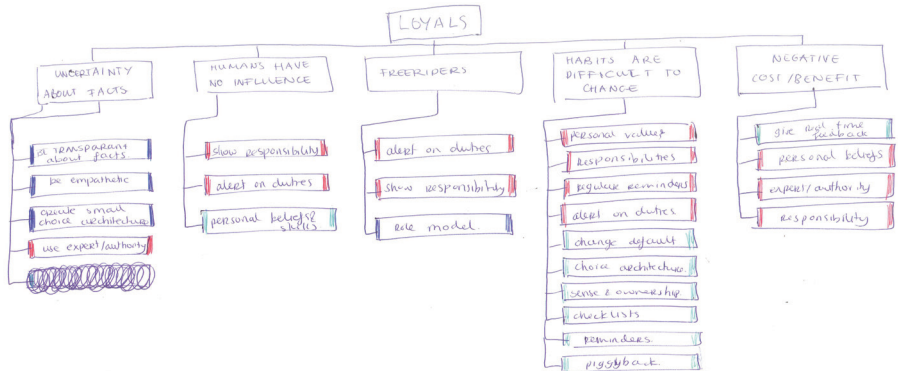 LOYALS
UNCERTAINTY
ABOUT FACTS
BE TRANSPARANT
about facts
be empathetic
create small
choice architecture
use expert/authority
HUMANS HAVE
NO INFLUENCE
show responsibility
alert on duties
personal beliefs &
skills
FREERIDERS
alert on duties
show responsibility
role model
HABITS ARE
DIFFICULT TO
CHANGE
personal values
Responsibilities
regular reminders
alert on duties
change default
choice architecture.
sense & ownership
checklists
reminders
piggyback.
NEGATIVE
COST/BENEFIT
give real time
feedback
personal beliefs
expert/authority
responsibility